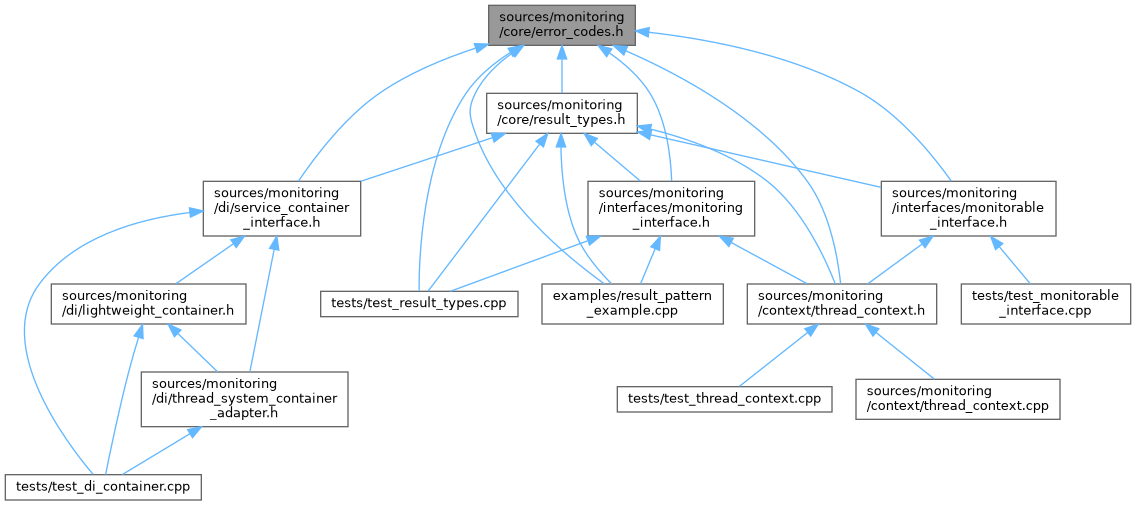 sources/monitoring
/core/error_codes.h
sources/monitoring
/core/result_types.h
sources/monitoring
/di/service_container
_interface.h
sources/monitoring
/interfaces/monitoring
_interface.h
sources/monitoring
/interfaces/monitorable
_interface.h
sources/monitoring
/di/lightweight_container.h
tests/test_result_types.cpp
examples/result_pattern
_example.cpp
sources/monitoring
/context/thread_context.h
tests/test_monitorable
_interface.cpp
sources/monitoring
/di/thread_system_container
_adapter.h
tests/test_thread_context.cpp
sources/monitoring
/context/thread_context.cpp
tests/test_di_container.cpp